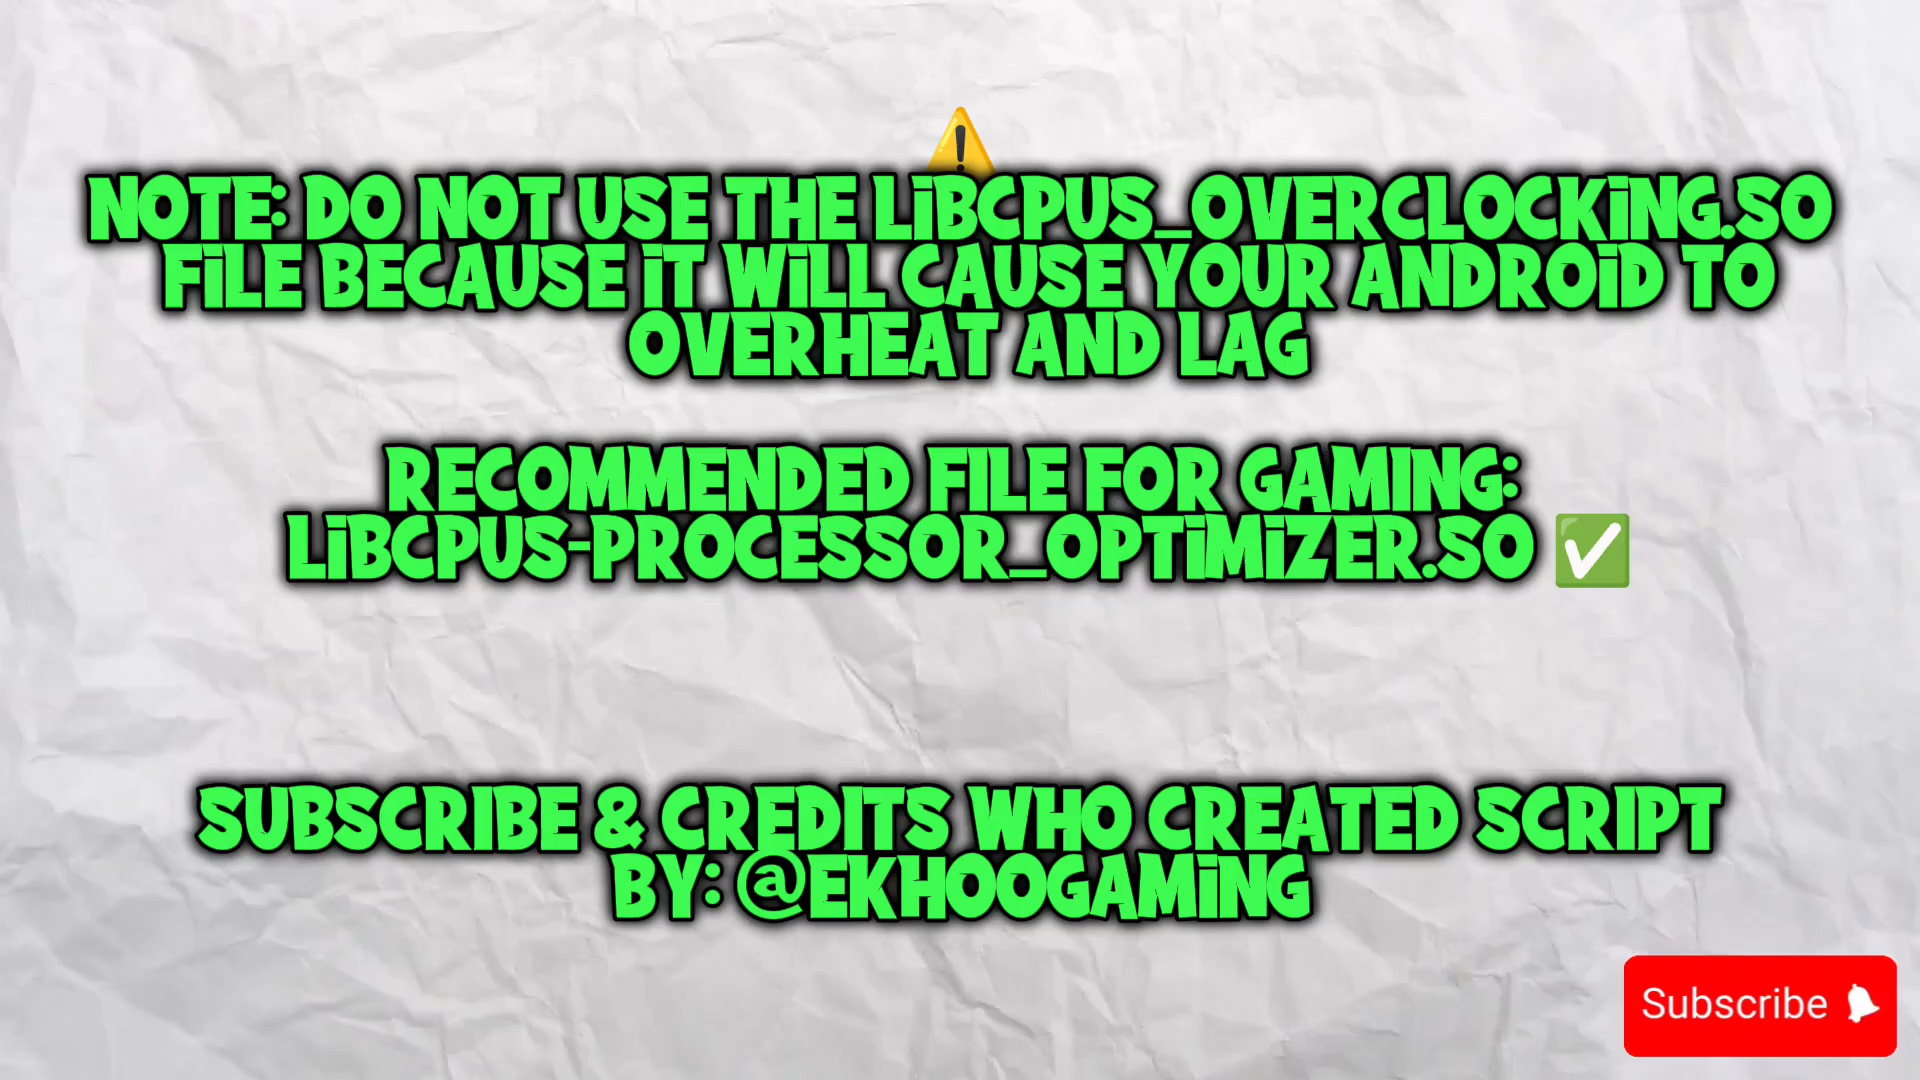 ⚠️
NOTE: DO NOT USE THE LiBCPUS_OVERCLOCKiNG.SO
FiLE BECAUSE iT WiLL CAUSE YOUR ANDROiD TO
OVERHEAT AND LAG
RECOMMENDED FILE FOR GAMING:
LiBCPUS-PROCESSOR_OPTiMiZER.SO ✅
SUBSCRIBE & CREDITS WHO CREATED SCRIPT
BY: @EKHOOGAMiNG
Subscribe